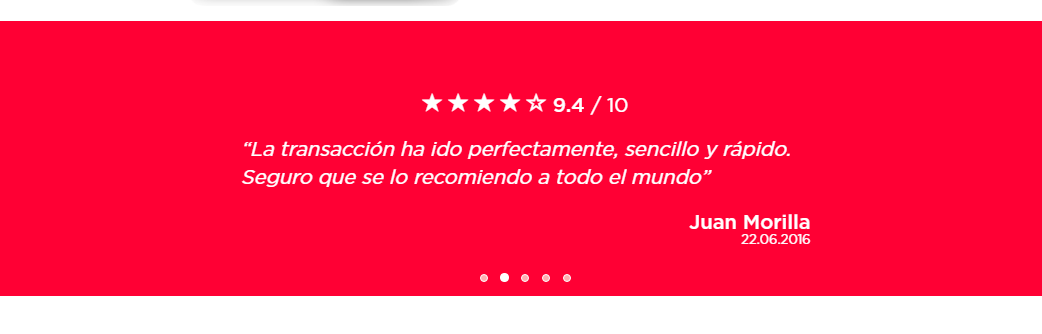 ★★★★☆ 9.4 / 10
“La transacción ha ido perfectamente, sencillo y rápido.
Seguro que se lo recomiendo a todo el mundo”
Juan Morilla
22.06.2016